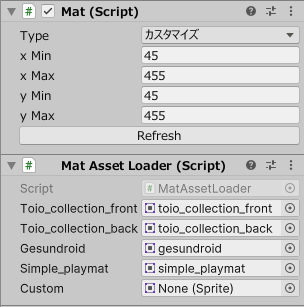 Mat (Script)
Type カスタマイズ
x Min 45
x Max 455
y Min 45
y Max 455
Refresh
Mat Asset Loader (Script)
Script MatAssetLoader
Toio_collection_front toio_collection_front
Toio_collection_back toio_collection_back
Gesundroid gesundroid
Simple_playmat simple_playmat
Custom None (Sprite)